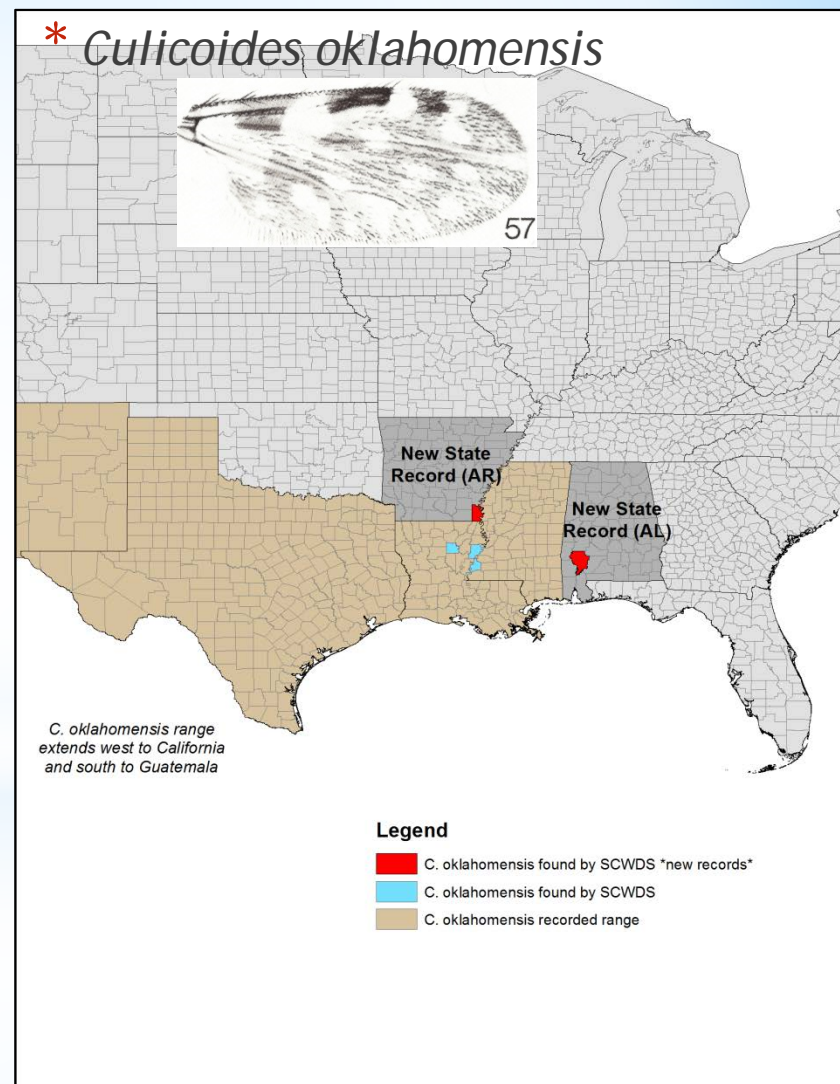 * Culicoides oklahomensis
57
New State
Record (AR)
New State
Record (AL)
C. oklahomensis range
extends west to California
and south to Guatemala
Legend
C. oklahomensis found by SCWDS *new records*
C. oklahomensis found by SCWDS
C. oklahomensis recorded range